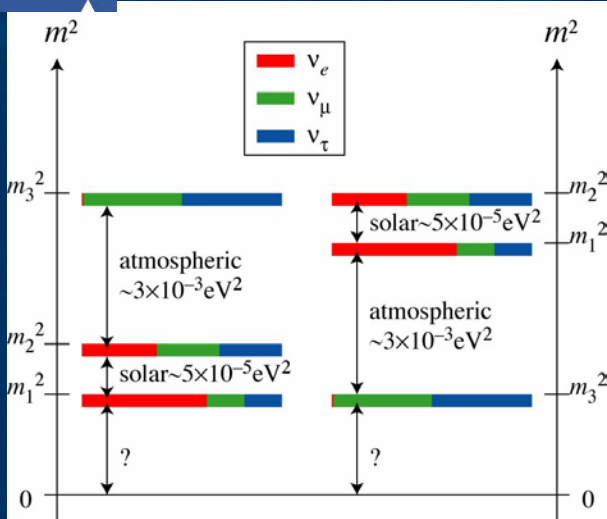 m²
m²
νe
νμ
ντ
m₃²
m₂²
solar~5×10⁻⁵eV²
m₁²
atmospheric
~3×10⁻³eV²
atmospheric
~3×10⁻³eV²
m₂²
solar~5×10⁻⁵eV²
m₁²
m₃²
?
?
0
0